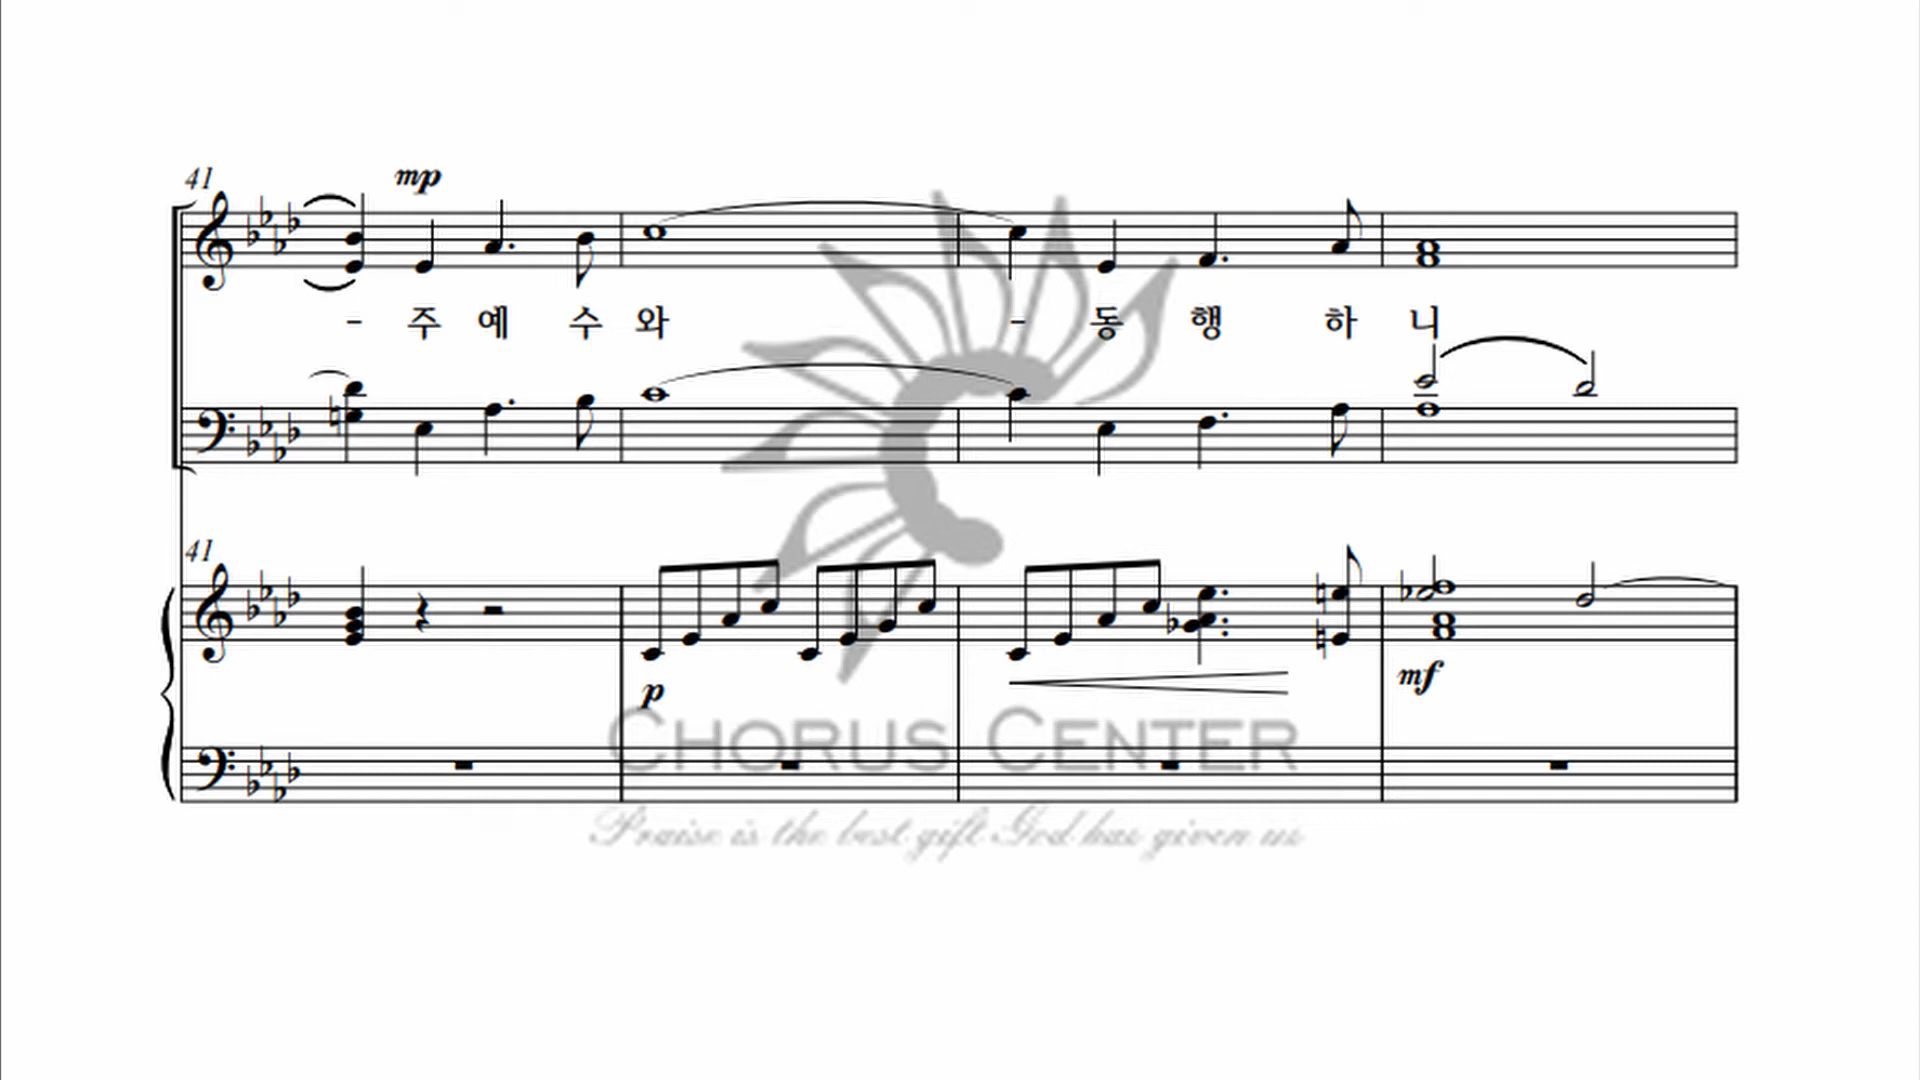 41 mp
- 주 예 수 와 - 동 행 하 니
41
p mf
CHORUS CENTER
Praise is the best gift God has given us